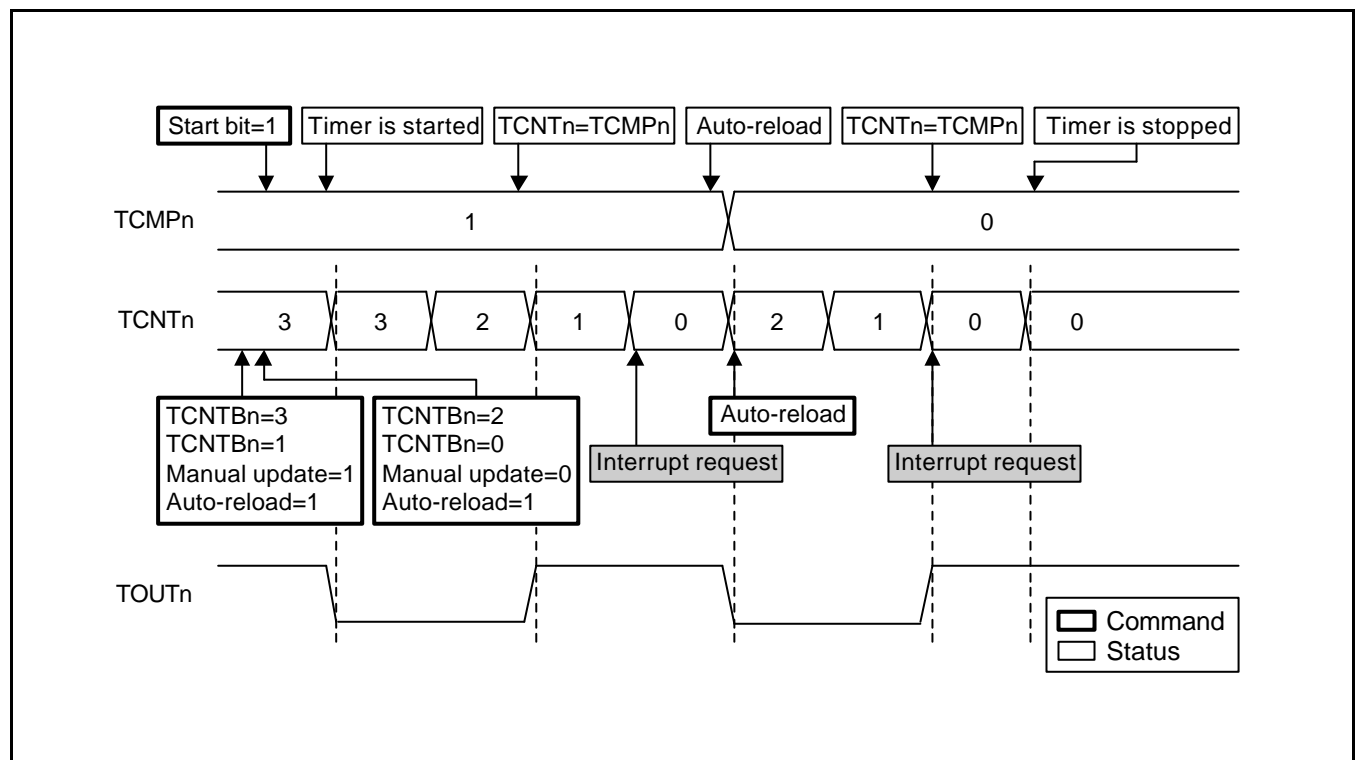 Start bit=1 Timer is started TCNTn=TCMPn Auto-reload TCNTn=TCMPn Timer is stopped
TCMPn 1 0
TCNTn 3 3 2 1 0 2 1 0 0
TCNTBn=3
TCNTBn=1
Manual update=1
Auto-reload=1
TCNTBn=2
TCNTBn=0
Manual update=0
Auto-reload=1
Auto-reload
Interrupt request
Interrupt request
TOUTn
Command
Status